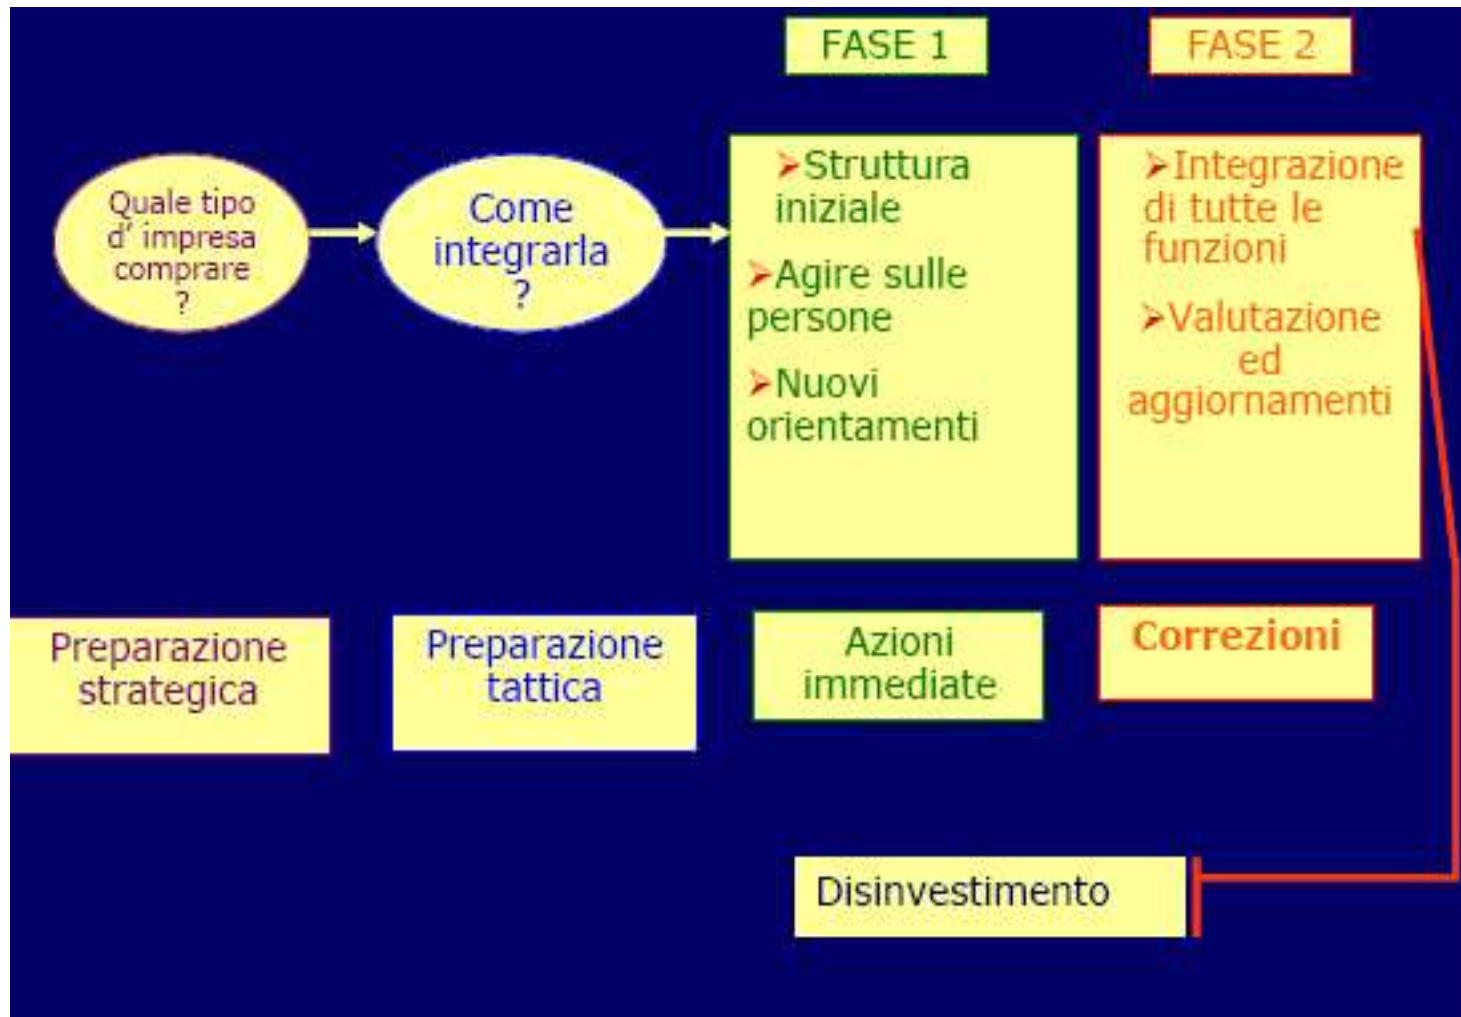 FASE 1
FASE 2
Quale tipo
d' impresa
comprare
?
Come
integrarla
?
➢Struttura
iniziale
➢Agire sulle
persone
➢Nuovi
orientamenti
➢Integrazione
di tutte le
funzioni
➢Valutazione
ed
aggiornamenti
Preparazione
strategica
Preparazione
tattica
Azioni
immediate
Correzioni
Disinvestimento